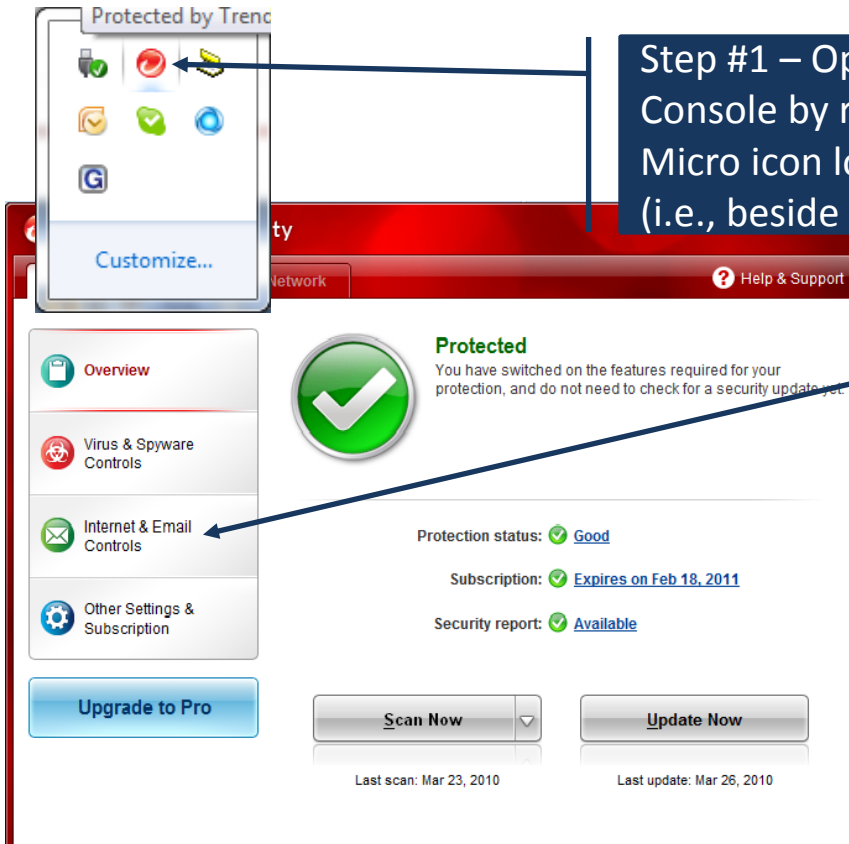 Protected by Trend
Step #1 – Op
Console by r
Micro icon lo
(i.e., beside
G
Customize...
ty
Network
? Help & Support
Overview
Virus & Spyware
Controls
Internet & Email
Controls
Other Settings &
Subscription
Upgrade to Pro
Protected
You have switched on the features required for your
protection, and do not need to check for a security update yet.
Protection status: Good
Subscription: Expires on Feb 18, 2011
Security report: Available
Scan Now
Update Now
Last scan: Mar 23, 2010
Last update: Mar 26, 2010